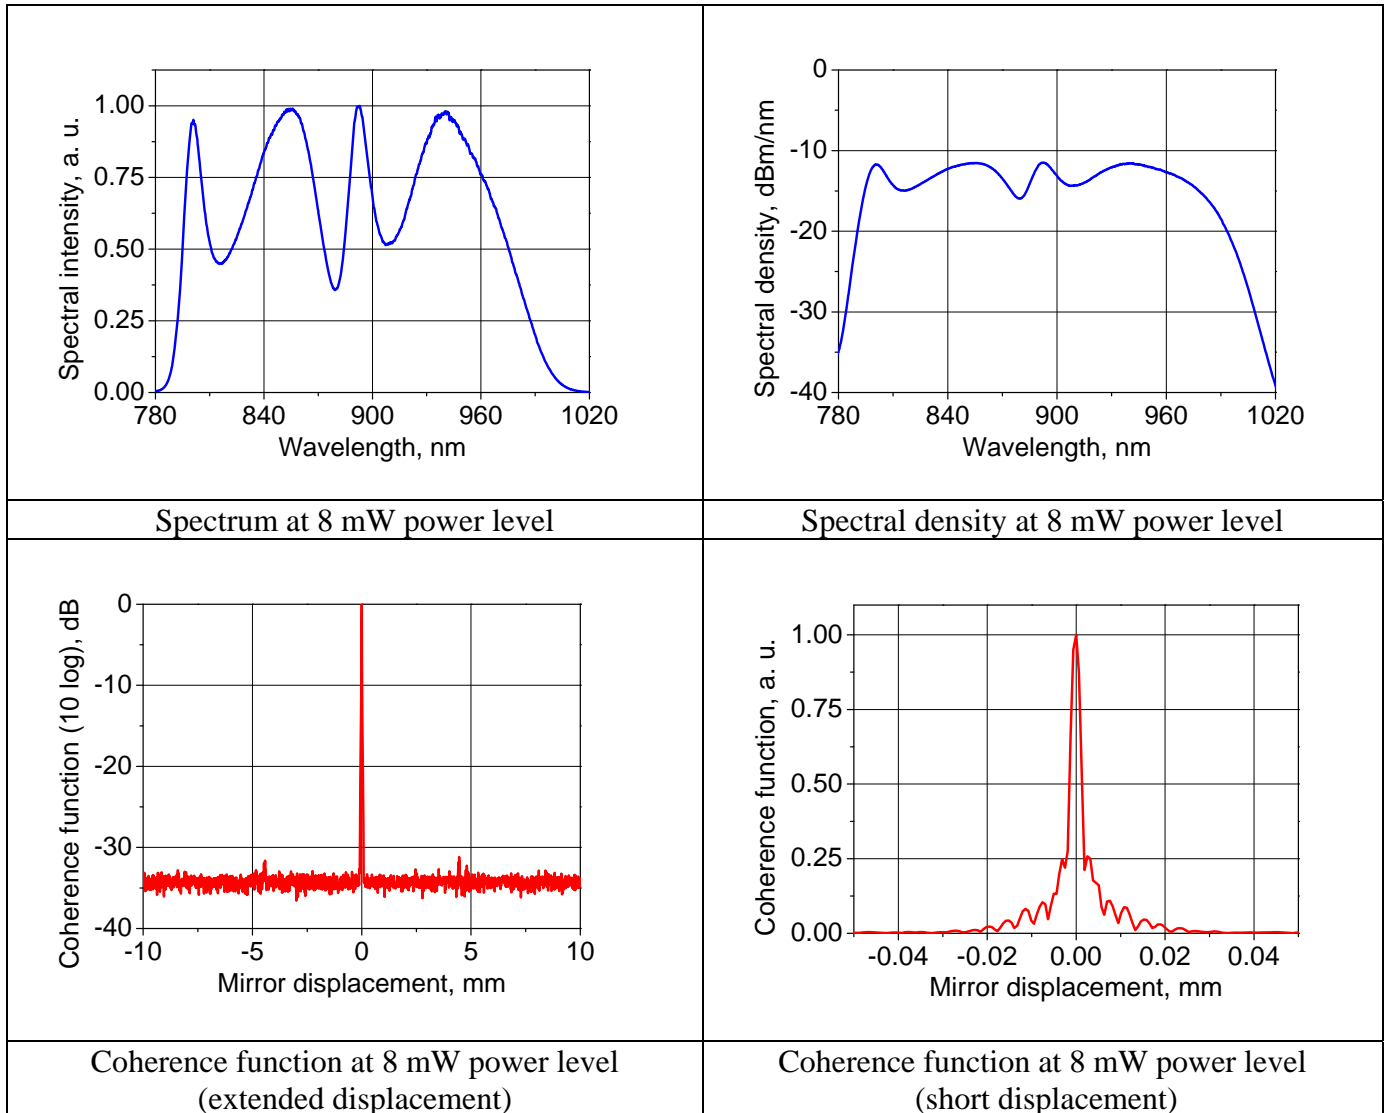 Spectral intensity, a. u.
1.00
0.75
0.50
0.25
0.00
780 840 900 960 1020
Wavelength, nm
Spectrum at 8 mW power level
Spectral density, dBm/nm
0
-10
-20
-30
-40
780 840 900 960 1020
Wavelength, nm
Spectral density at 8 mW power level
Coherence function (10 log), dB
0
-10
-20
-30
-40
-10 -5 0 5 10
Mirror displacement, mm
Coherence function at 8 mW power level
(extended displacement)
Coherence function, a. u.
1.00
0.75
0.50
0.25
0.00
-0.04 -0.02 0.00 0.02 0.04
Mirror displacement, mm
Coherence function at 8 mW power level
(short displacement)